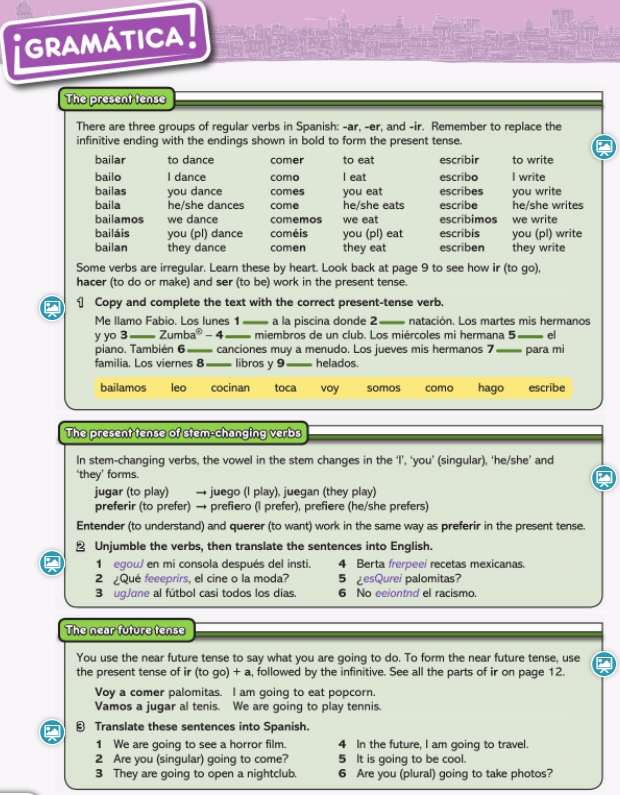 ¡GRAMÁTICA!
The present tense
There are three groups of regular verbs in Spanish: -ar, -er, and -ir. Remember to replace the
infinitive ending with the endings shown in bold to form the present tense.
bailar to dance comer to eat escribir to write
bailo I dance como I eat escribo I write
bailas you dance comes you eat escribes you write
baila he/she dances come he/she eats escribe he/she writes
bailamos we dance comemos we eat escribimos we write
bailáis you (pl) dance coméis you (pl) eat escribís you (pl) write
bailan they dance comen they eat escriben they write
Some verbs are irregular. Learn these by heart. Look back at page 9 to see how ir (to go),
hacer (to do or make) and ser (to be) work in the present tense.
1 Copy and complete the text with the correct present-tense verb.
Me llamo Fabio. Los lunes 1 ___ a la piscina donde 2 ___ natación. Los martes mis hermanos
y yo 3 ___ Zumba® – 4 ___ miembros de un club. Los miércoles mi hermana 5 ___ el
piano. También 6 ___ canciones muy a menudo. Los jueves mis hermanos 7 ___ para mi
familia. Los viernes 8 ___ libros y 9 ___ helados.
bailamos leo cocinan toca voy somos como hago escribe
The present tense of stem-changing verbs
In stem-changing verbs, the vowel in the stem changes in the ‘I’, ‘you’ (singular), ‘he/she’ and
‘they’ forms.
jugar (to play) → juego (I play), juegan (they play)
preferir (to prefer) → prefiero (I prefer), prefiere (he/she prefers)
Entender (to understand) and querer (to want) work in the same way as preferir in the present tense.
2 Unjumble the verbs, then translate the sentences into English.
1 egouJ en mi consola después del insti.
2 ¿Qué feeeprirs, el cine o la moda?
3 ugJane al fútbol casi todos los días.
4 Berta frerpeei recetas mexicanas.
5 ¿esQurei palomitas?
6 No eeiontnd el racismo.
The near future tense
You use the near future tense to say what you are going to do. To form the near future tense, use
the present tense of ir (to go) + a, followed by the infinitive. See all the parts of ir on page 12.
Voy a comer palomitas. I am going to eat popcorn.
Vamos a jugar al tenis. We are going to play tennis.
3 Translate these sentences into Spanish.
1 We are going to see a horror film.
2 Are you (singular) going to come?
3 They are going to open a nightclub.
4 In the future, I am going to travel.
5 It is going to be cool.
6 Are you (plural) going to take photos?